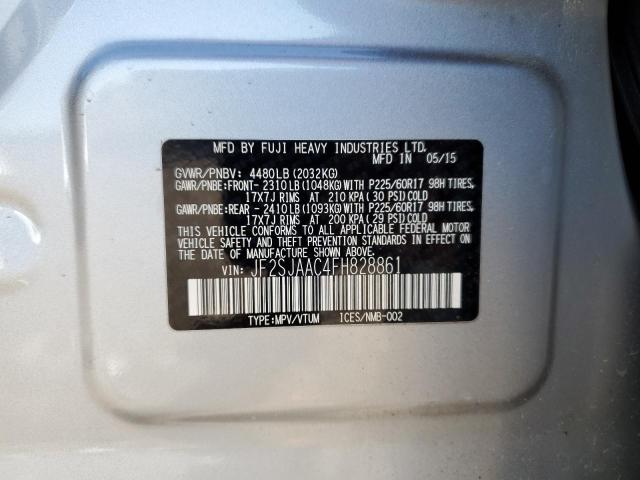 MFD BY FUJI HEAVY INDUSTRIES LTD.
MFD IN 05/15
GVWR/PNBV: 4480LB(2032KG)
GAWR/PNBE:FRONT- 2310LB(1048KG)WITH P225/60R17 98H TIRES,
17X7J RIMS AT 210 KPA(30 PSI)COLD
GAWR/PNBE:REAR - 2410LB(1093KG)WITH P225/60R17 98H TIRES,
17X7J RIMS AT 200 KPA(29 PSI)COLD
THIS VEHICLE CONFORMS TO ALL APPLICABLE FEDERAL MOTOR
VEHICLE SAFETY AND THEFT PREVENTION STANDARDS IN EFFECT ON
THE DATE OF MANUFACTURE SHOWN ABOVE.
VIN: JF2SJAAC4FH828861
TYPE:MPV/VTUM ICES/NMB-002